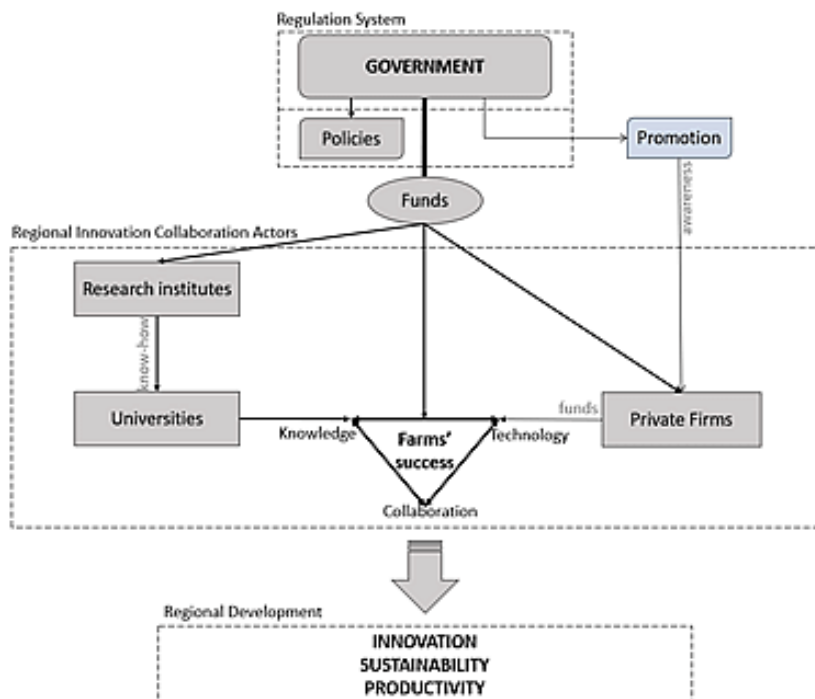 Regulation System
GOVERNMENT
Policies
Promotion
Funds
awareness
Regional Innovation Collaboration Actors
Research institutes
know-how
Universities
Knowledge
Farms'
success
funds
Technology
Private Firms
Collaboration
Regional Development
INNOVATION
SUSTAINABILITY
PRODUCTIVITY